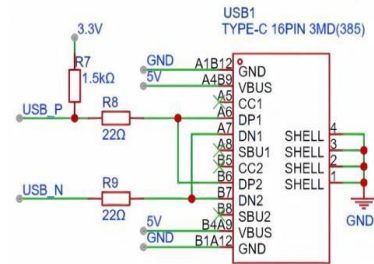 USB1
TYPE-C 16PIN 3MD(385)
3.3V
R7
1.5kΩ
GND
5V
A1B12
A4B9
A5
A6
A7
A8
B5
B6
B7
B8
B4A9
B1A12
GND
VBUS
CC1
DP1
DN1
SBU1
CC2
DP2
DN2
SBU2
VBUS
GND
SHELL 4
SHELL 3
SHELL 2
SHELL 1
USB_P
R8
22Ω
USB_N
R9
22Ω
5V
GND
GND